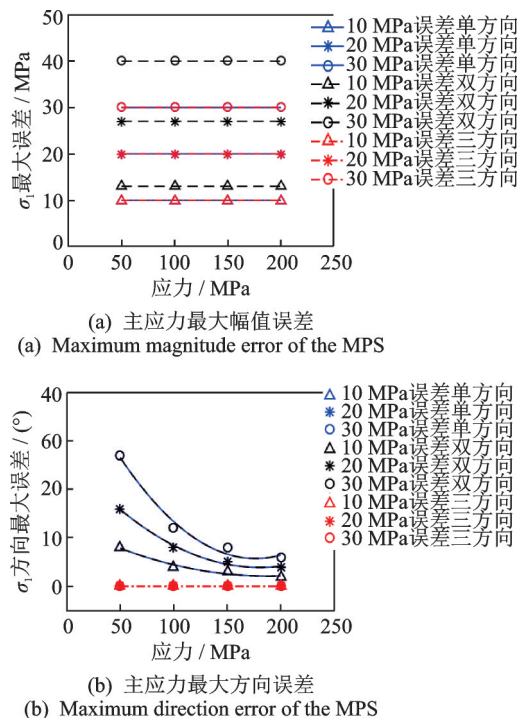 50
40
30
20
10
0
σ₁最大误差 / MPa
0 50 100 150 200 250
应力 / MPa
10 MPa误差单方向
20 MPa误差单方向
30 MPa误差单方向
10 MPa误差双方向
20 MPa误差双方向
30 MPa误差双方向
10 MPa误差三方向
20 MPa误差三方向
30 MPa误差三方向
(a) 主应力最大幅值误差
(a) Maximum magnitude error of the MPS
40
60
20
10
0
σ₁方向最大误差 / (°)
0 50 100 150 200 250
应力 / MPa
10 MPa误差单方向
20 MPa误差单方向
30 MPa误差单方向
10 MPa误差双方向
20 MPa误差双方向
30 MPa误差双方向
10 MPa误差三方向
20 MPa误差三方向
30 MPa误差三方向
(b) 主应力最大方向误差
(b) Maximum direction error of the MPS